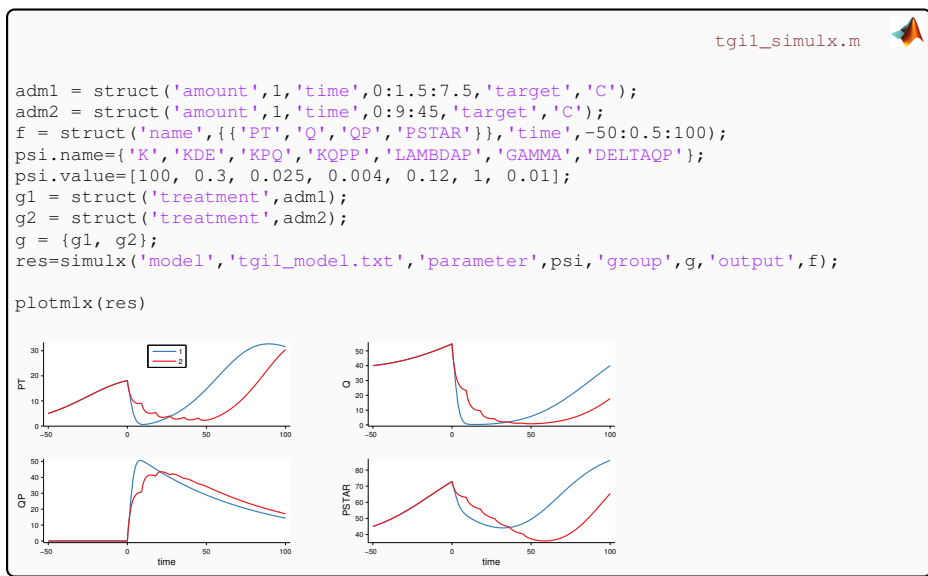 tgi1_simulx.m
adm1 = struct('amount',1,'time',0:1.5:7.5,'target','C');
adm2 = struct('amount',1,'time',0:9:45,'target','C');
f = struct('name',{{'PT','Q','QP','PSTAR'}},'time',-50:0.5:100);
psi.name={'K','KDE','KPQ','KQPP','LAMBDAP','GAMMA','DELTAQP'};
psi.value=[100, 0.3, 0.025, 0.004, 0.12, 1, 0.01];
g1 = struct('treatment',adm1);
g2 = struct('treatment',adm2);
g = {g1, g2};
res=simulx('model','tgi1_model.txt','parameter',psi,'group',g,'output',f);
plotmlx(res)
PT
30
20
10
0
−50 0 50 100
1
2
Q
50
40
30
20
10
0
−50 0 50 100
QP
50
40
30
20
10
0
−50 0 50 100
time
PSTAR
80
70
60
50
40
−50 0 50 100
time